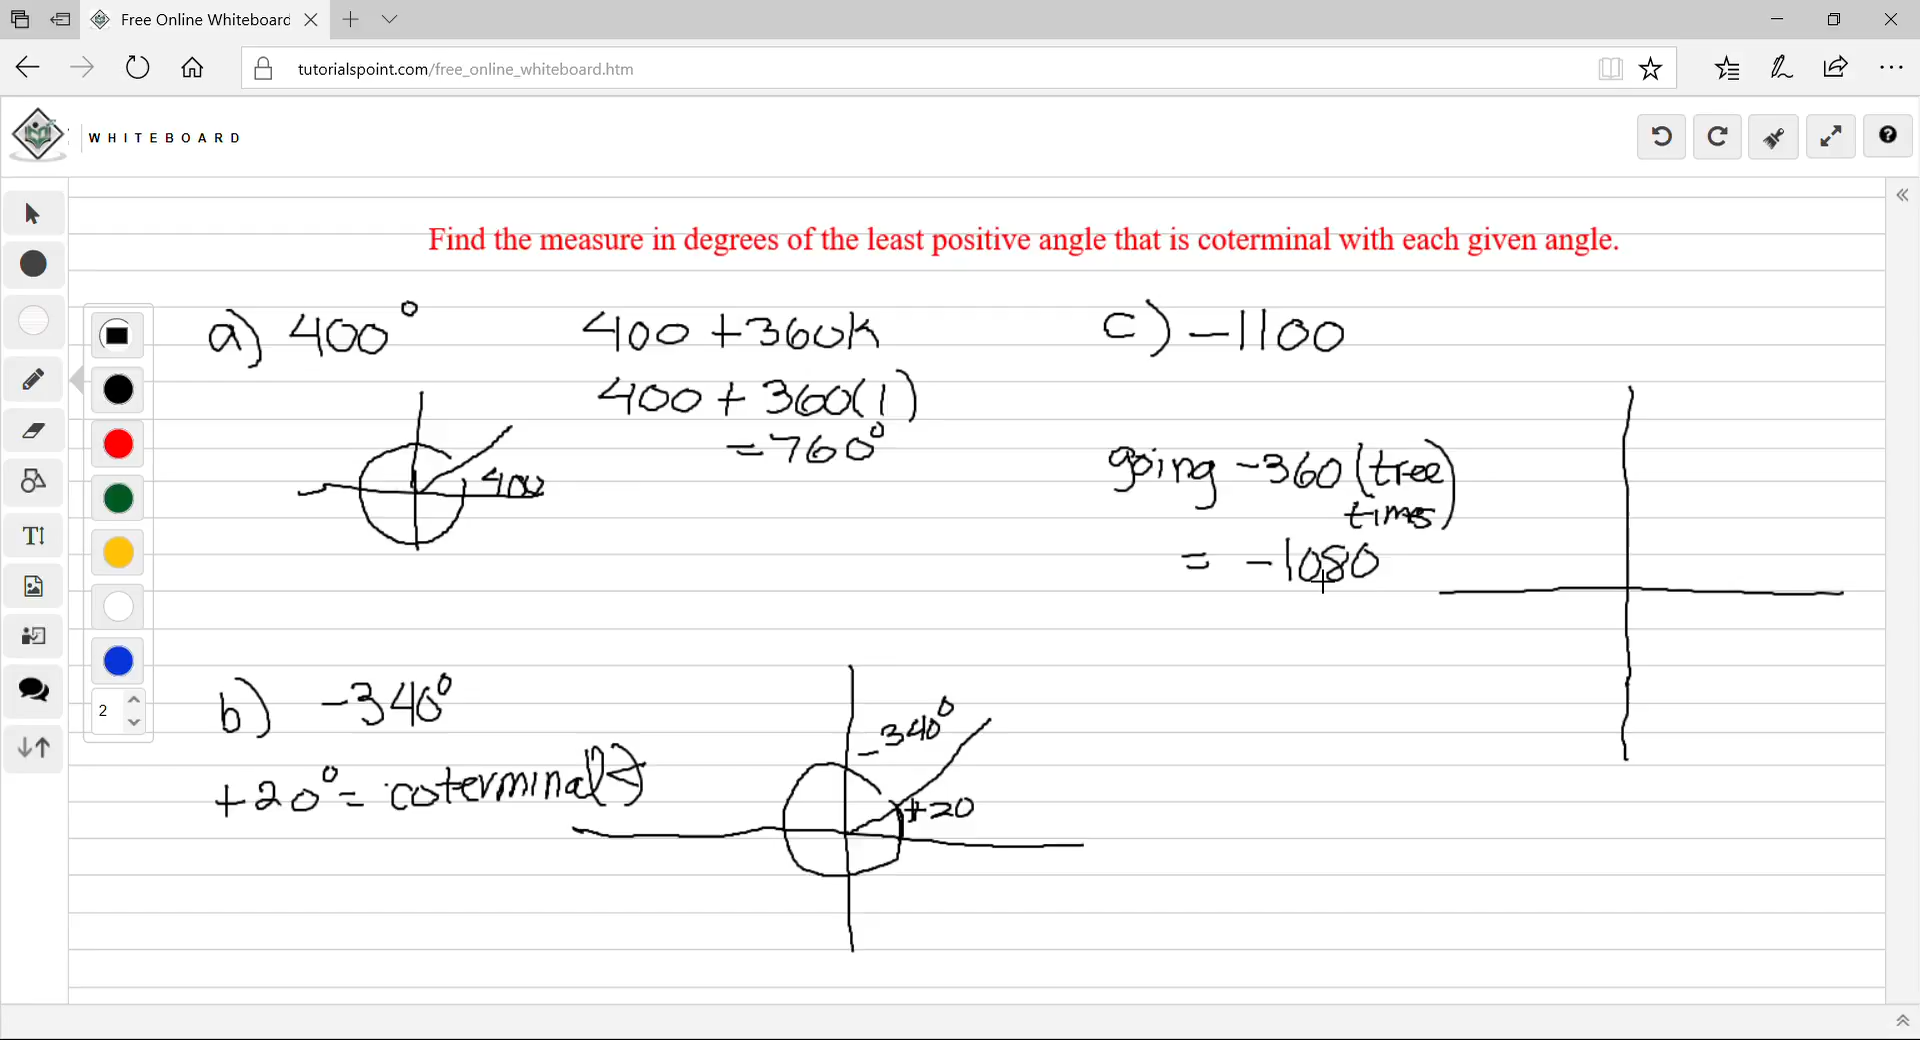 Free Online Whiteboard
tutorialspoint.com/free_online_whiteboard.htm
WHITEBOARD
Find the measure in degrees of the least positive angle that is coterminal with each given angle.
a) 400°
400 + 360k
400 + 360(1)
= 760°
400
c) -1100
going -360 (tree
times)
= -1080
2
b) -340°
+20° = coterminal
-340°
+20